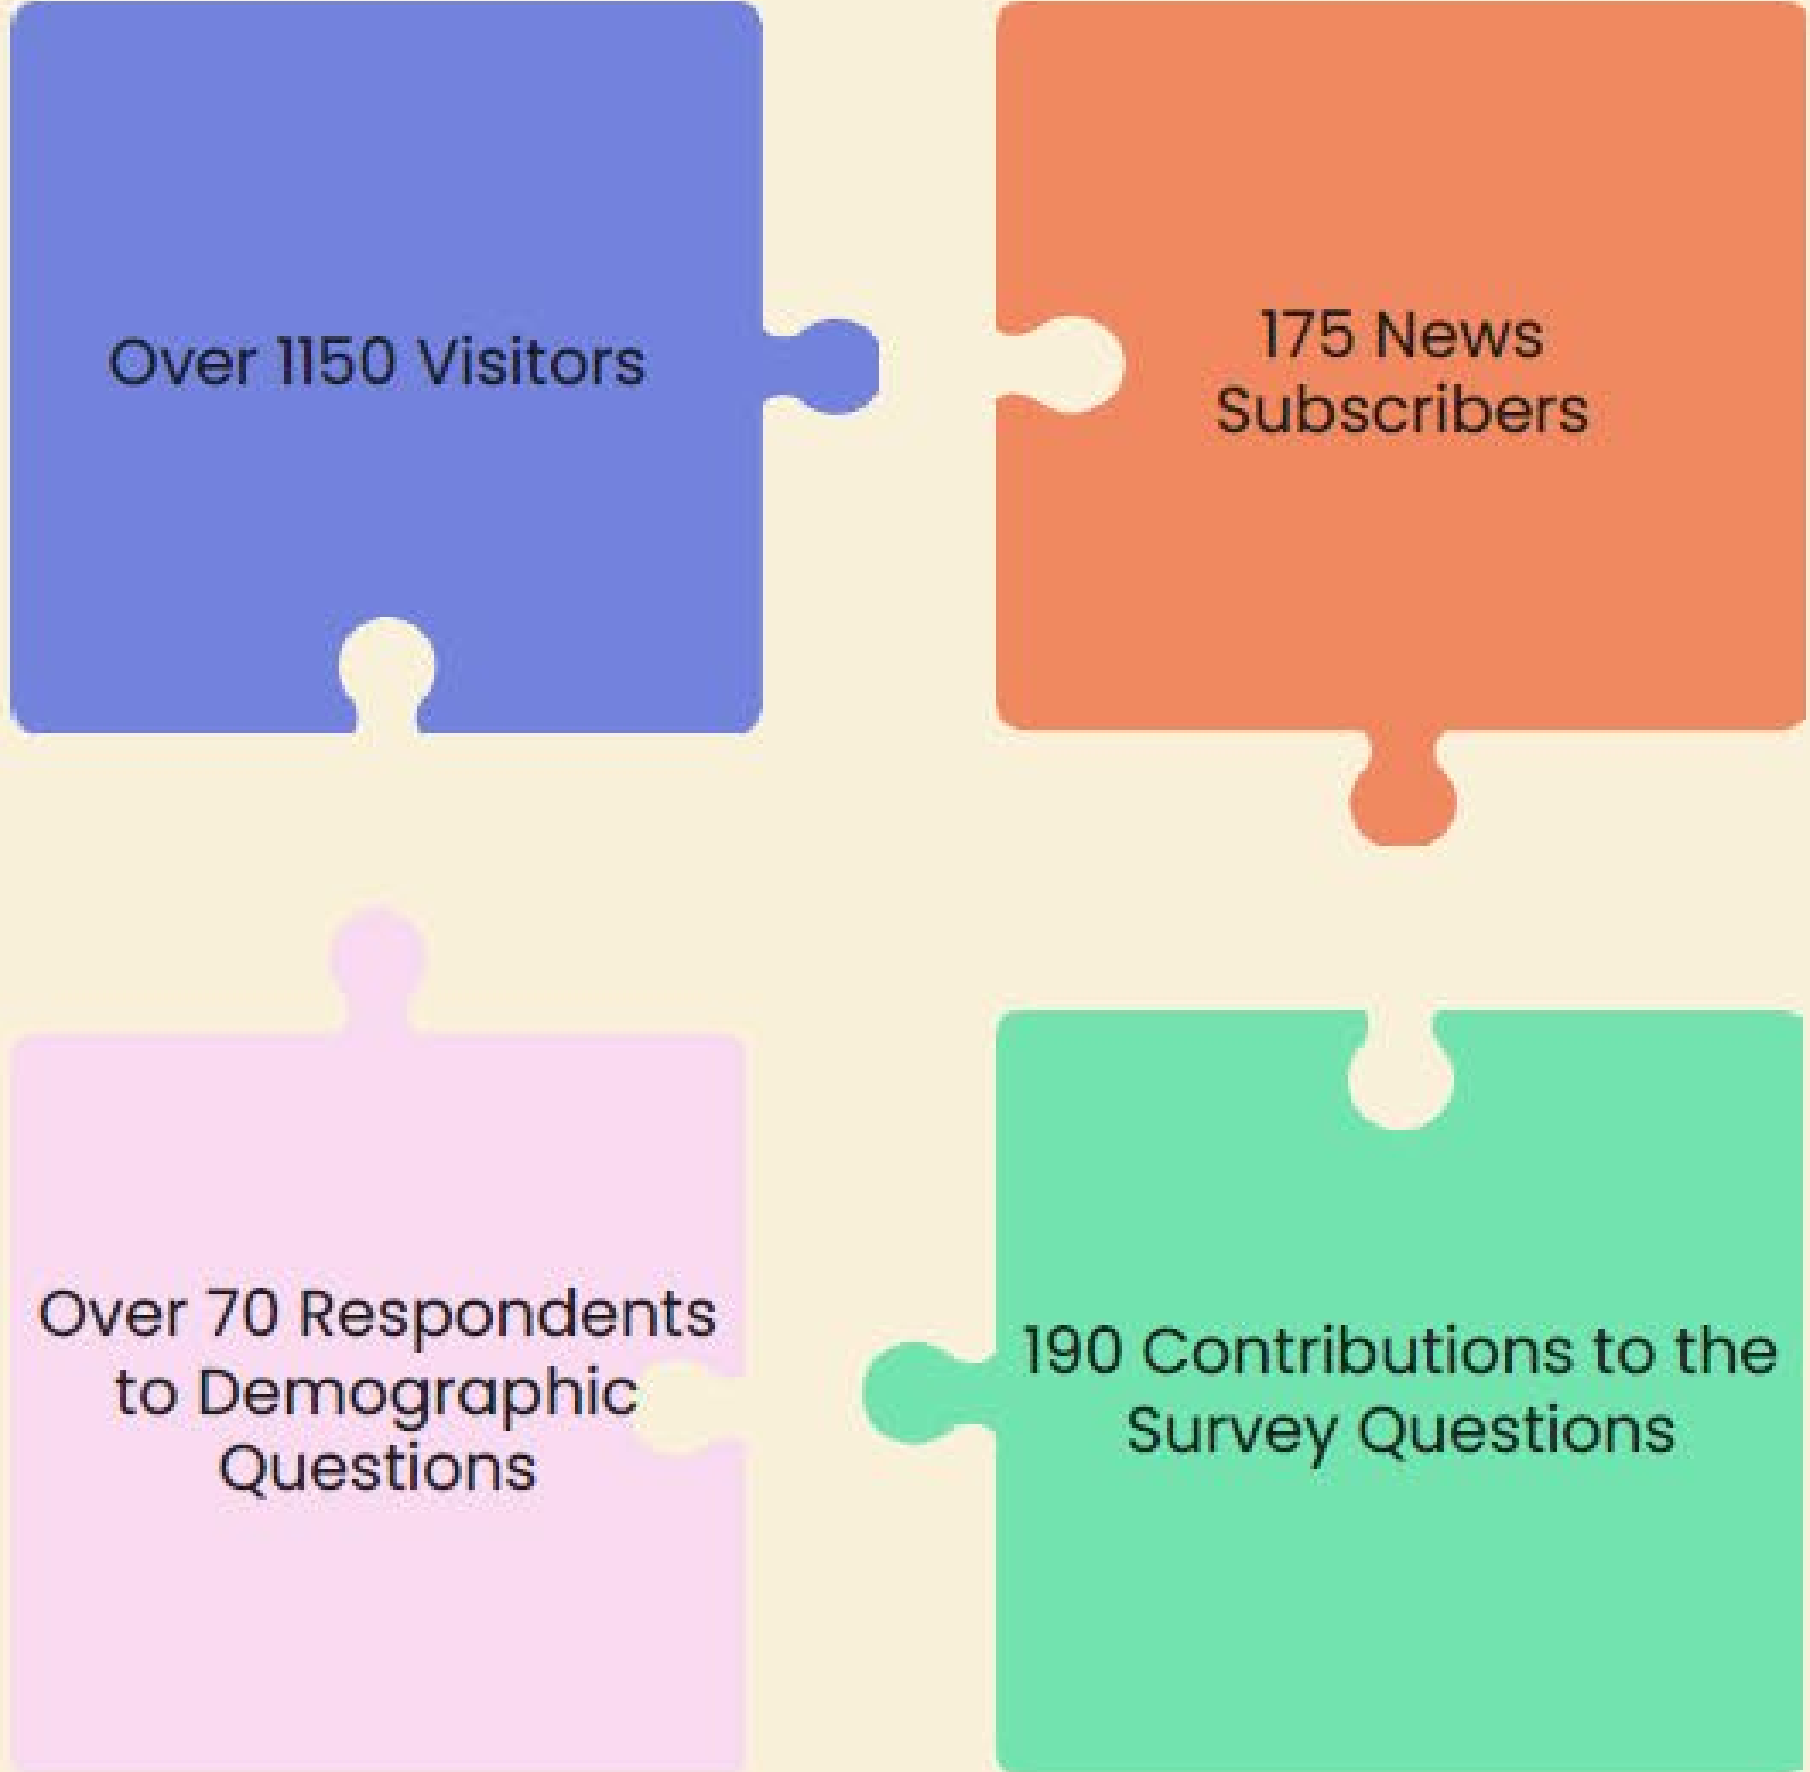 Over 1150 Visitors
175 News
Subscribers
Over 70 Respondents
to Demographic
Questions
190 Contributions to the
Survey Questions